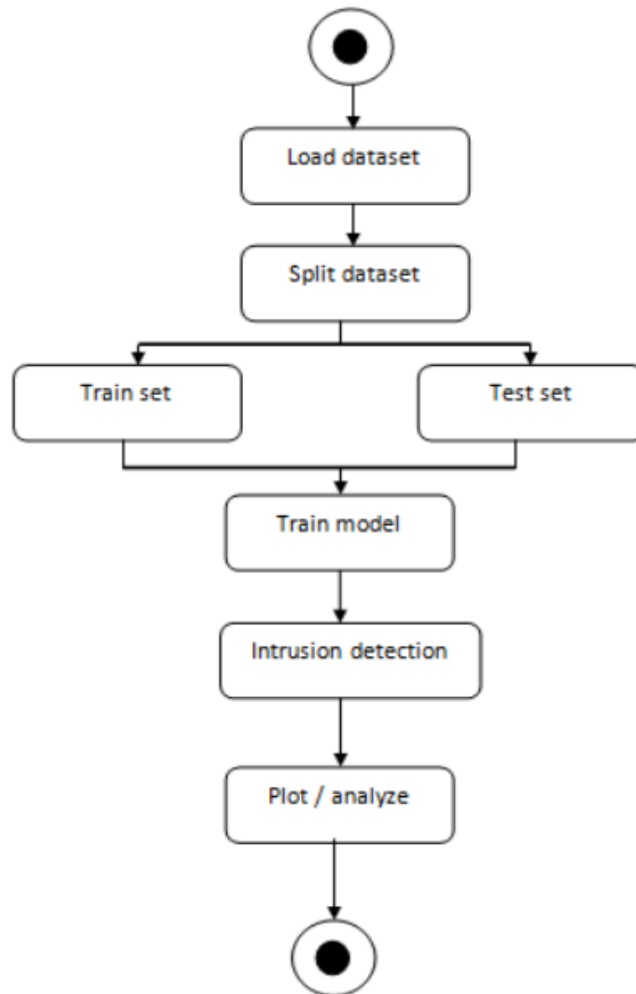 Load dataset
Split dataset
Train set
Test set
Train model
Intrusion detection
Plot / analyze